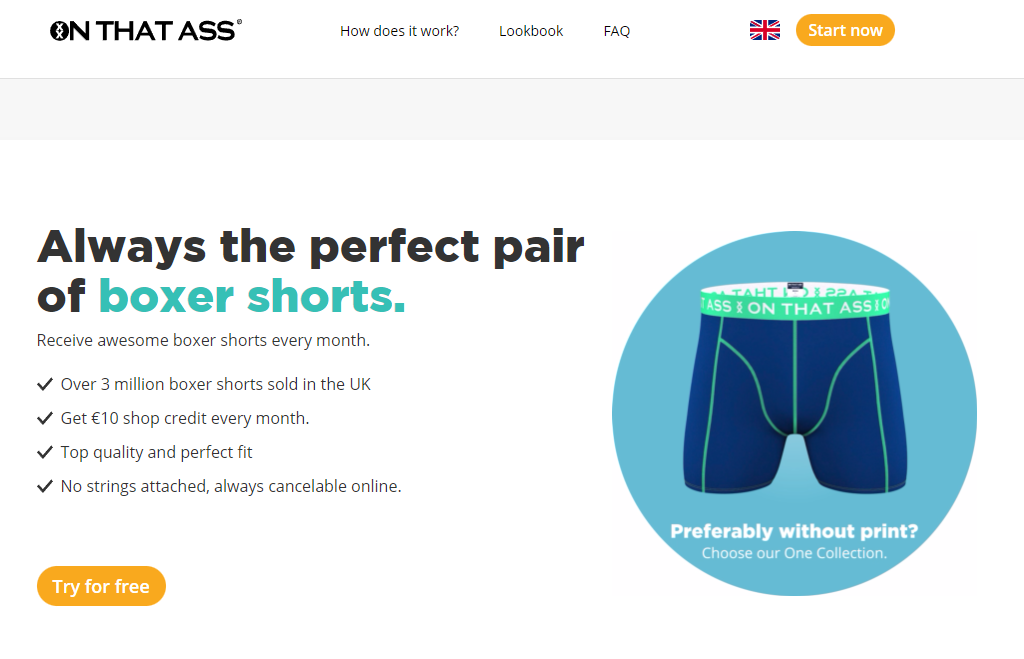 ON THAT ASS
How does it work?
Lookbook
FAQ
Start now
Always the perfect pair
of boxer shorts.
Receive awesome boxer shorts every month.
Over 3 million boxer shorts sold in the UK
Get €10 shop credit every month.
Top quality and perfect fit
No strings attached, always cancelable online.
Try for free
T ASS ON THAT ASS
Preferably without print?
Choose our One Collection.